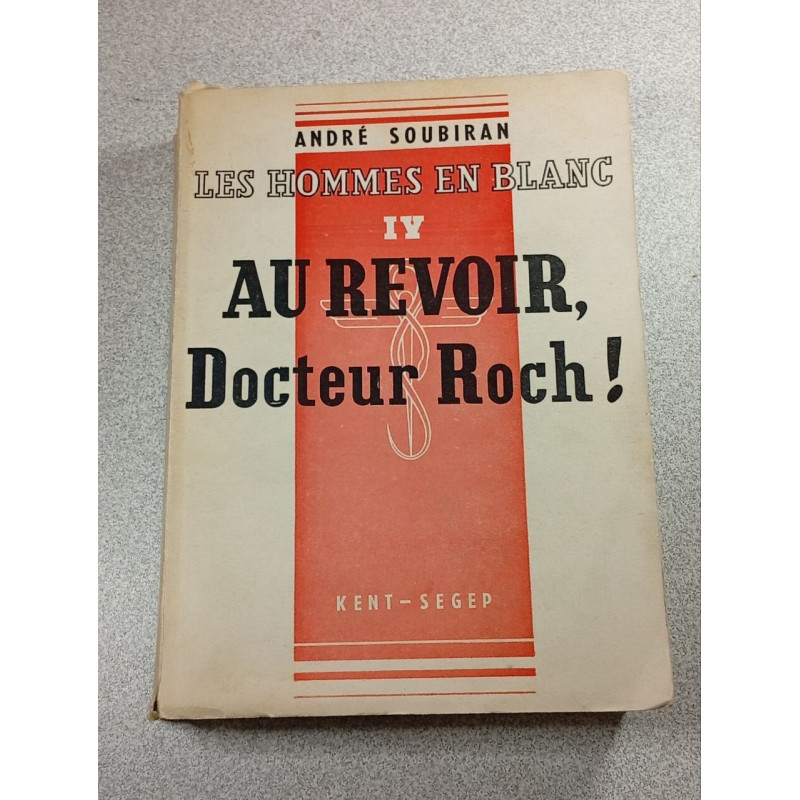 ANDRÉ SOUBIRAN
LES HOMMES EN BLANC
IV
AU REVOIR,
Docteur Roch!
KENT-SEGEP